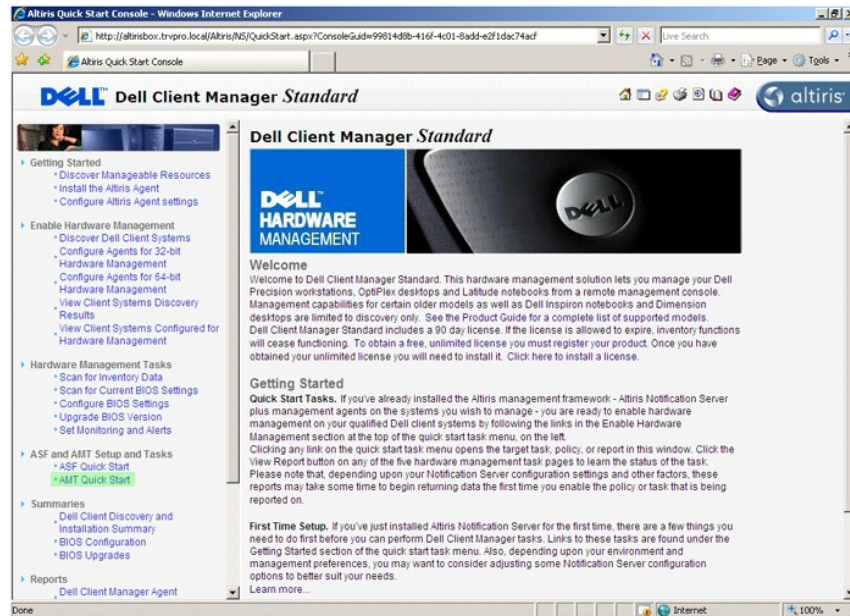 Altiris Quick Start Console - Windows Internet Explorer
http://altirisbox.trvpro.local/Altiris/NS/QuickStart.aspx?ConsoleGuid=99814d8b-416f-4c01-8add-e2f1dac74acf
Live Search
Altiris Quick Start Console
Page
Tools
DELL™ Dell Client Manager Standard
altiris
Getting Started
Discover Manageable Resources
Install the Altiris Agent
Configure Altiris Agent settings
Enable Hardware Management
Discover Dell Client Systems
Configure Agents for 32-bit
Hardware Management
Configure Agents for 64-bit
Hardware Management
View Client Systems Discovery
Results
View Client Systems Configured for
Hardware Management
Hardware Management Tasks
Scan for Inventory Data
Scan for Current BIOS Settings
Configure BIOS Settings
Upgrade BIOS Version
Set Monitoring and Alerts
ASF and AMT Setup and Tasks
ASF Quick Start
AMT Quick Start
Summaries
Dell Client Discovery and
Installation Summary
BIOS Configuration
BIOS Upgrades
Reports
Dell Client Manager Agent
Dell Client Manager Standard
DELL™
HARDWARE
MANAGEMENT
DELL
Welcome
Welcome to Dell Client Manager Standard. This hardware management solution lets you manage your Dell
Precision workstations, OptiPlex desktops and Latitude notebooks from a remote management console.
Management capabilities for certain older models as well as Dell Inspiron notebooks and Dimension
desktops are limited to discovery only. See the Product Guide for a complete list of supported models.
Dell Client Manager Standard includes a 90 day license. If the license is allowed to expire, inventory functions
will cease functioning. To obtain a free, unlimited license you must register your product. Once you have
obtained your unlimited license you will need to install it. Click here to install a license.
Getting Started
Quick Start Tasks. If you've already installed the Altiris management framework - Altiris Notification Server
plus management agents on the systems you wish to manage - you are ready to enable hardware
management on your qualified Dell client systems by following the links in the Enable Hardware
Management section at the top of the quick start task menu, on the left.
Clicking any link on the quick start task menu opens the target task, policy, or report in this window. Click the
View Report button on any of the five hardware management task pages to learn the status of the task.
Please note that, depending upon your Notification Server configuration settings and other factors, these
reports may take some time to begin returning data the first time you enable the policy or task that is being
reported on.
First Time Setup. If you've just installed Altiris Notification Server for the first time, there are a few things you
need to do first before you can perform Dell Client Manager tasks. Links to these tasks are found under the
Getting Started section of the quick start task menu. Also, depending upon your environment and
management preferences, you may want to consider adjusting some Notification Server configuration
options to better suit your needs.
Learn more...
Done
Internet
100%